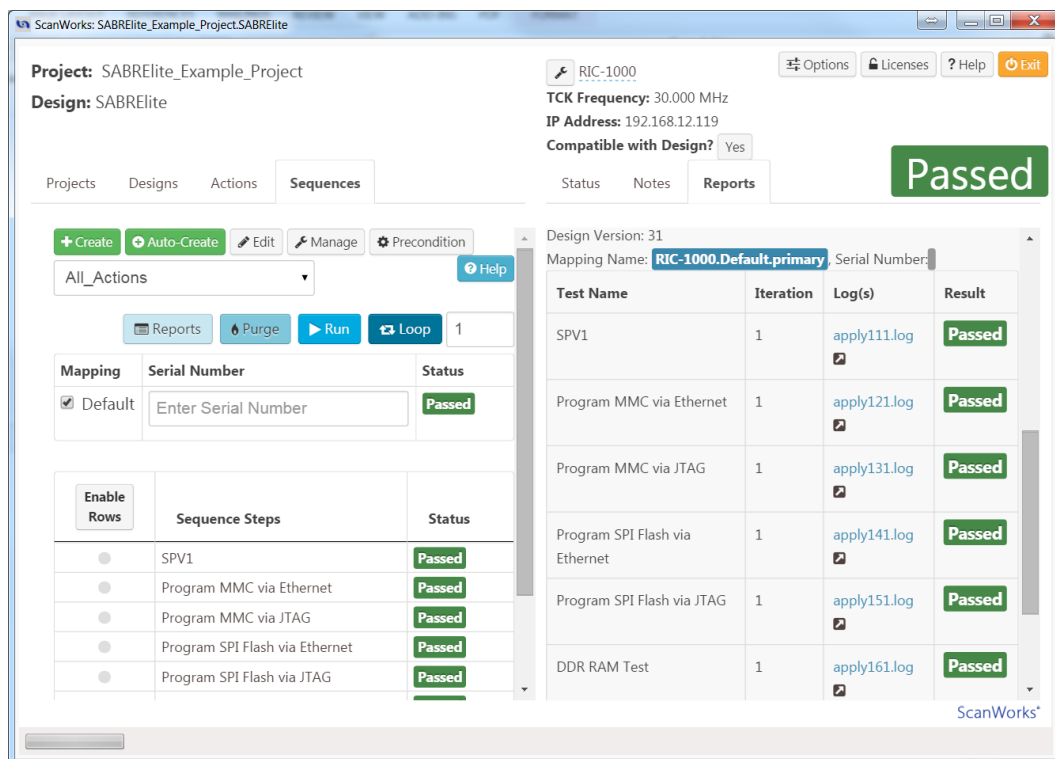 ScanWorks: SABRElite_Example_Project.SABRElite
Project: SABRElite_Example_Project
Design: SABRElite
RIC-1000
Options
Licenses
? Help
Exit
TCK Frequency: 30.000 MHz
IP Address: 192.168.12.119
Compatible with Design? Yes
Passed
Projects Designs Actions Sequences
Status Notes Reports
Create Auto-Create Edit Manage Precondition
All_Actions
Help
Reports Purge Run Loop 1
Mapping Serial Number Status
Default Enter Serial Number Passed
Enable
Rows
Sequence Steps Status
SPV1 Passed
Program MMC via Ethernet Passed
Program MMC via JTAG Passed
Program SPI Flash via Ethernet Passed
Program SPI Flash via JTAG Passed
Design Version: 31
Mapping Name: RIC-1000.Default.primary, Serial Number:
Test Name Iteration Log(s) Result
SPV1 1 apply111.log Passed
Program MMC via Ethernet 1 apply121.log Passed
Program MMC via JTAG 1 apply131.log Passed
Program SPI Flash via
Ethernet
1 apply141.log Passed
Program SPI Flash via JTAG 1 apply151.log Passed
DDR RAM Test 1 apply161.log Passed
ScanWorks